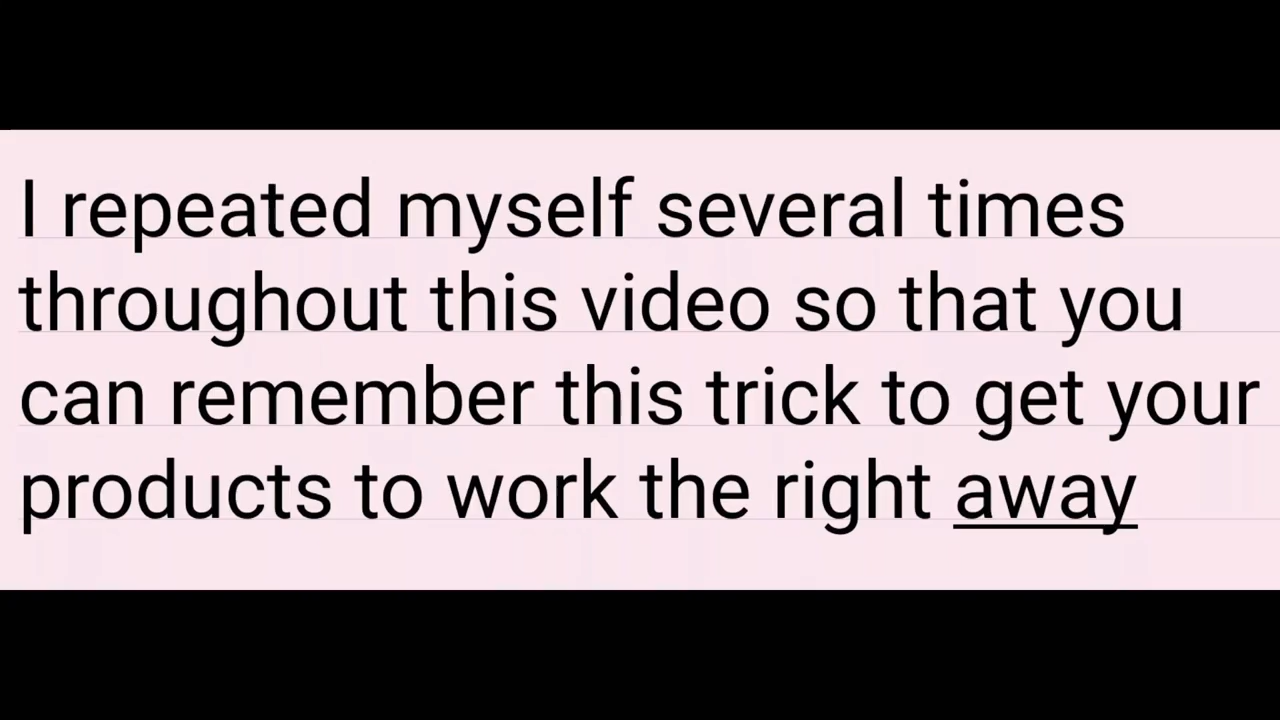 I repeated myself several times
throughout this video so that you
can remember this trick to get your
products to work the right away